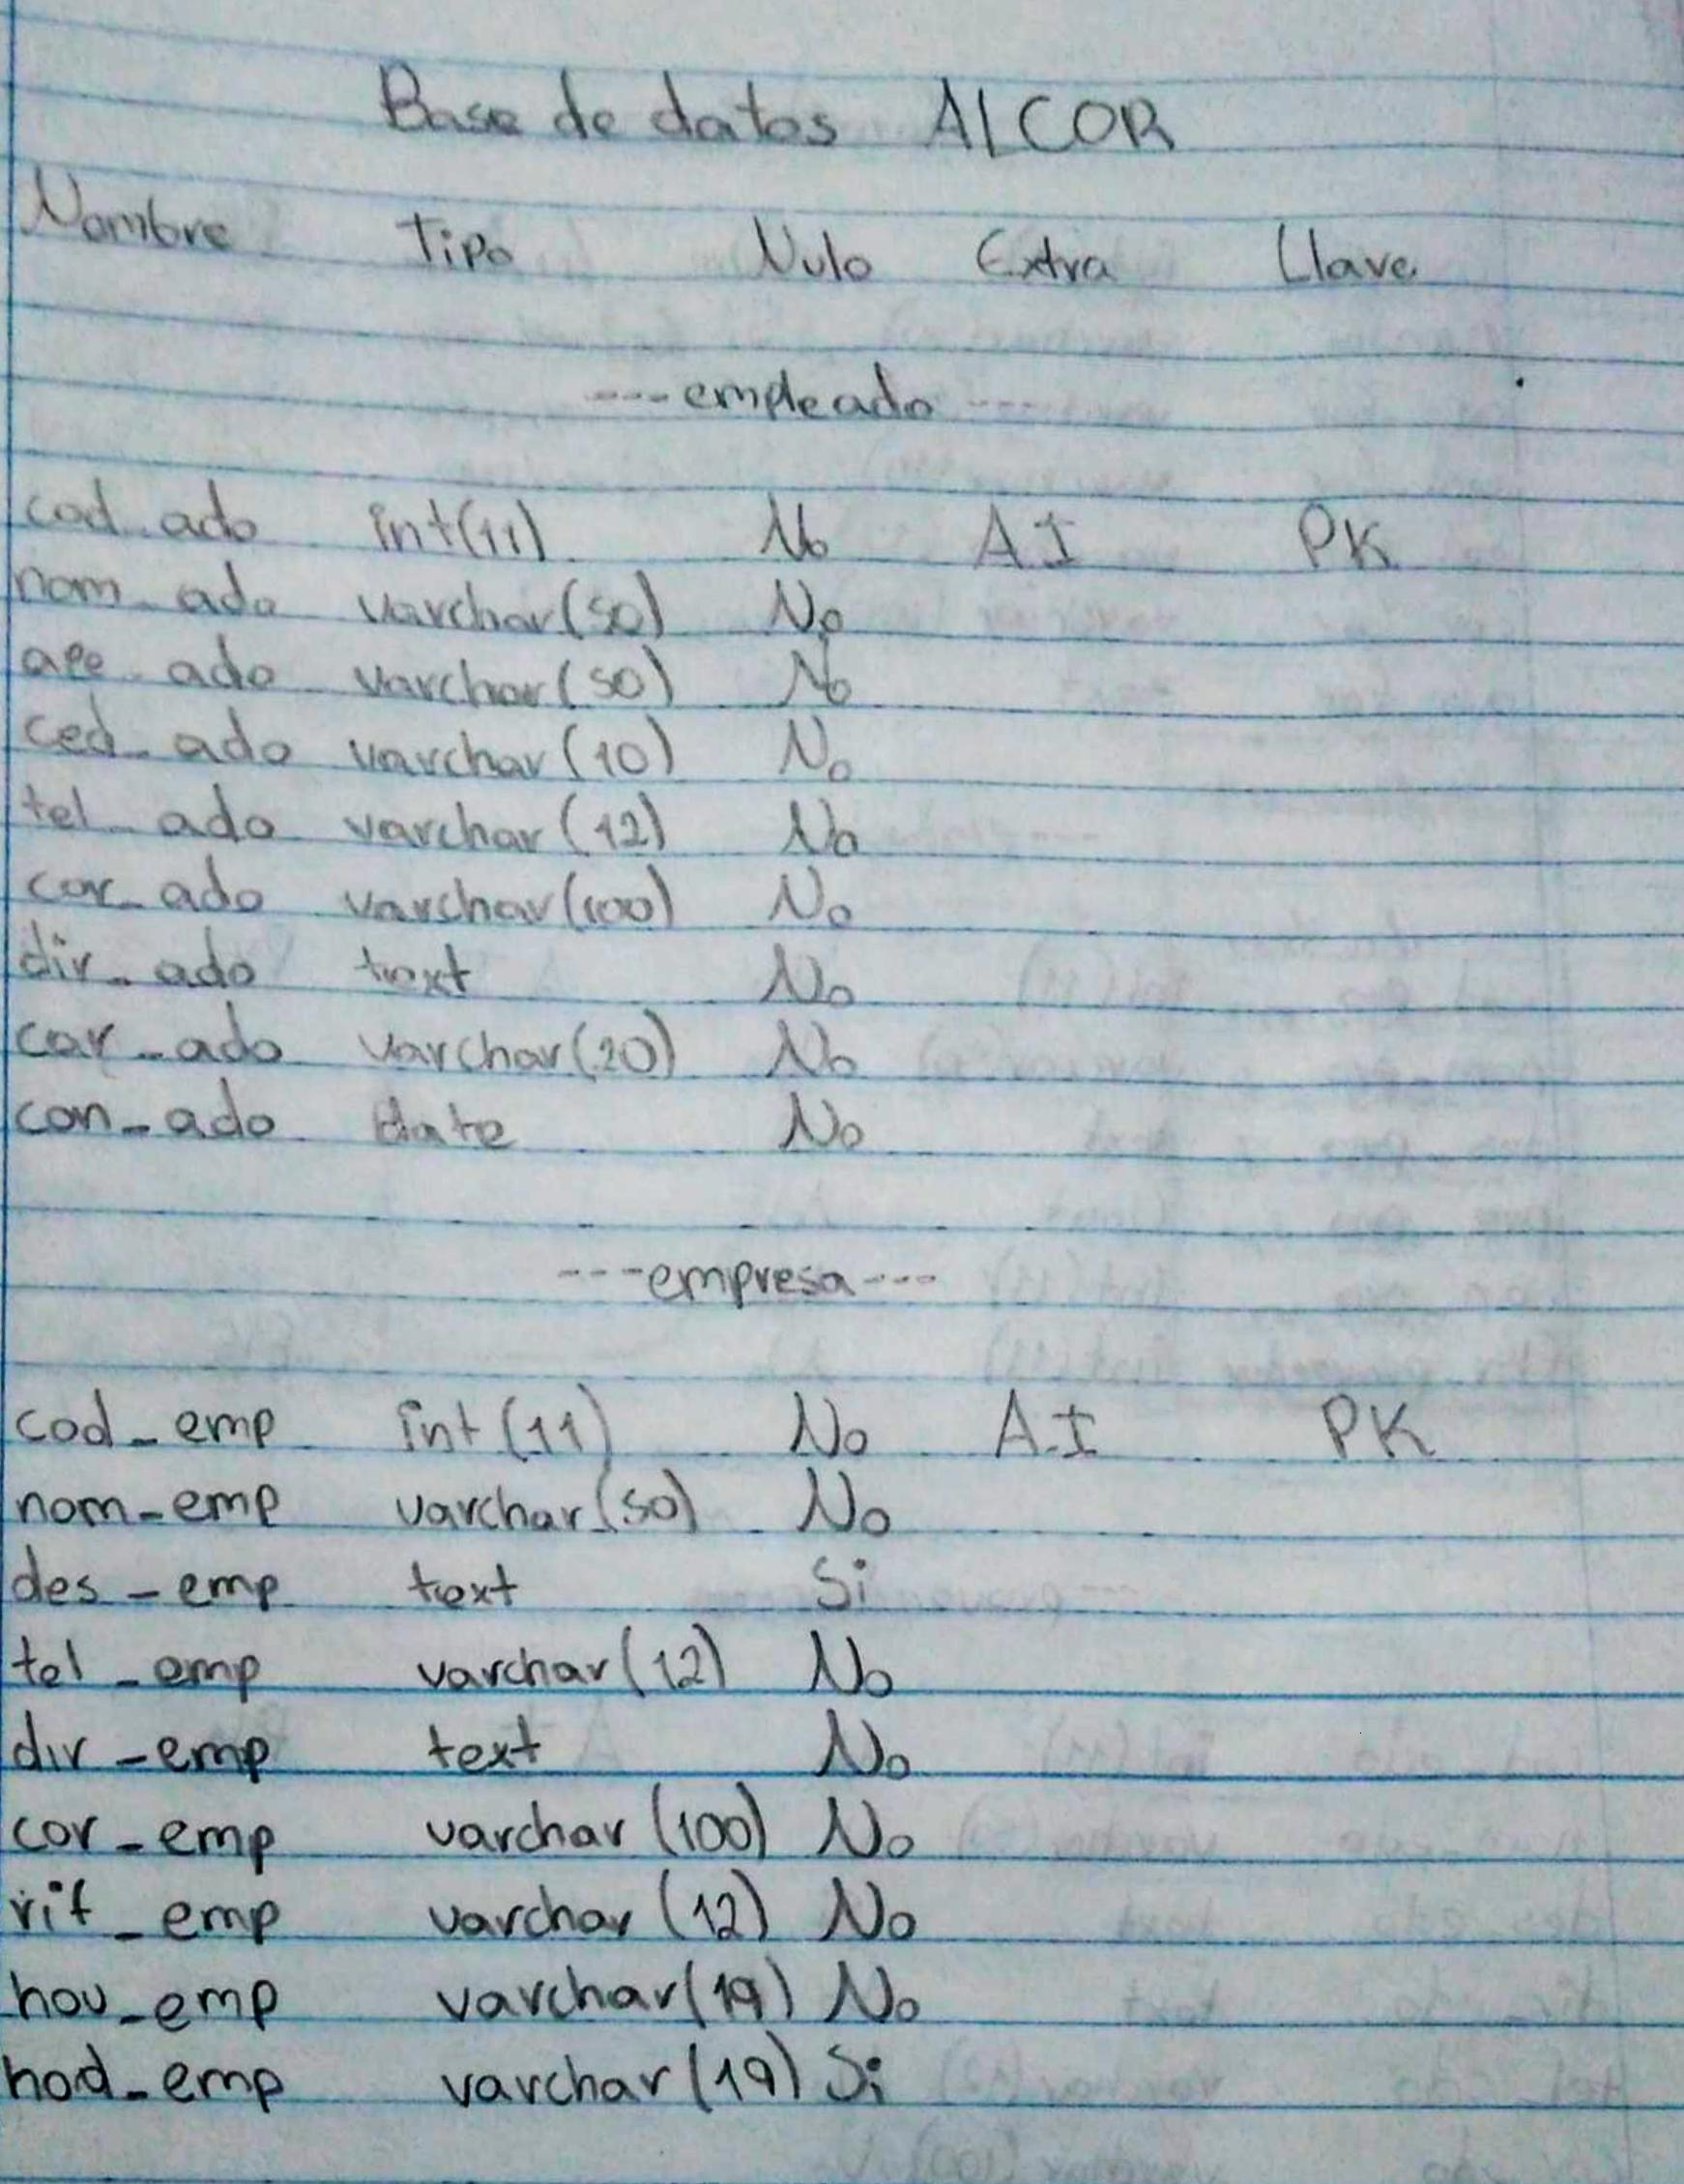 Base de datos ALCOR
Nombre Tipo Nulo Extra Llave
---empleado---
cod_ado int(11) No AI PK
nom_ado varchar(50) No
ape_ado varchar(50) No
ced_ado varchar(10) No
tel_ado varchar(12) No
cor_ado varchar(100) No
dir_ado text No
car_ado varchar(20) No
con_ado date No
---empresa---
cod_emp int(11) No AI PK
nom_emp varchar(50) No
des_emp text Si
tel_emp varchar(12) No
dir_emp text No
cor_emp varchar(100) No
rif_emp varchar(12) No
hou_emp varchar(19) No
hod_emp varchar(19) Si